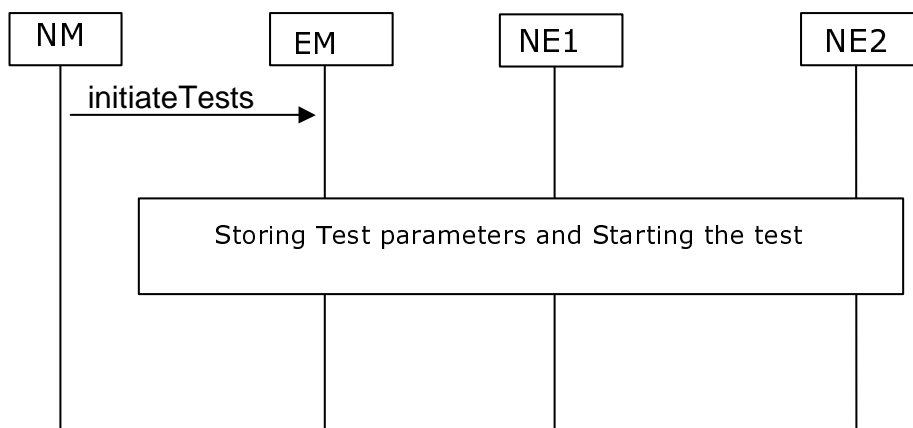 NM
EM
NE1
NE2
initiateTests
Storing Test parameters and Starting the test